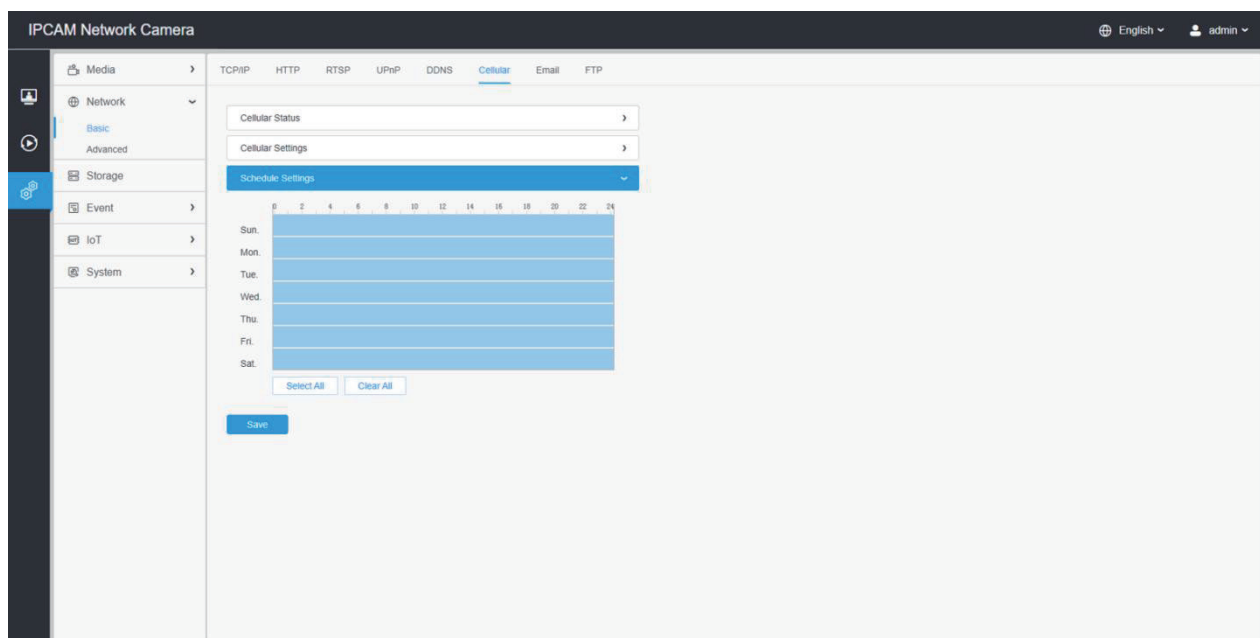 IPCAM Network Camera English admin
Media
Network
Basic
Advanced
Storage
Event
IoT
System
TCP/IP HTTP RTSP UPnP DDNS Cellular Email FTP
Cellular Status
Cellular Settings
Schedule Settings
0 2 4 6 8 10 12 14 16 18 20 22 24
Sun.
Mon.
Tue.
Wed.
Thu.
Fri.
Sat.
Select All Clear All
Save